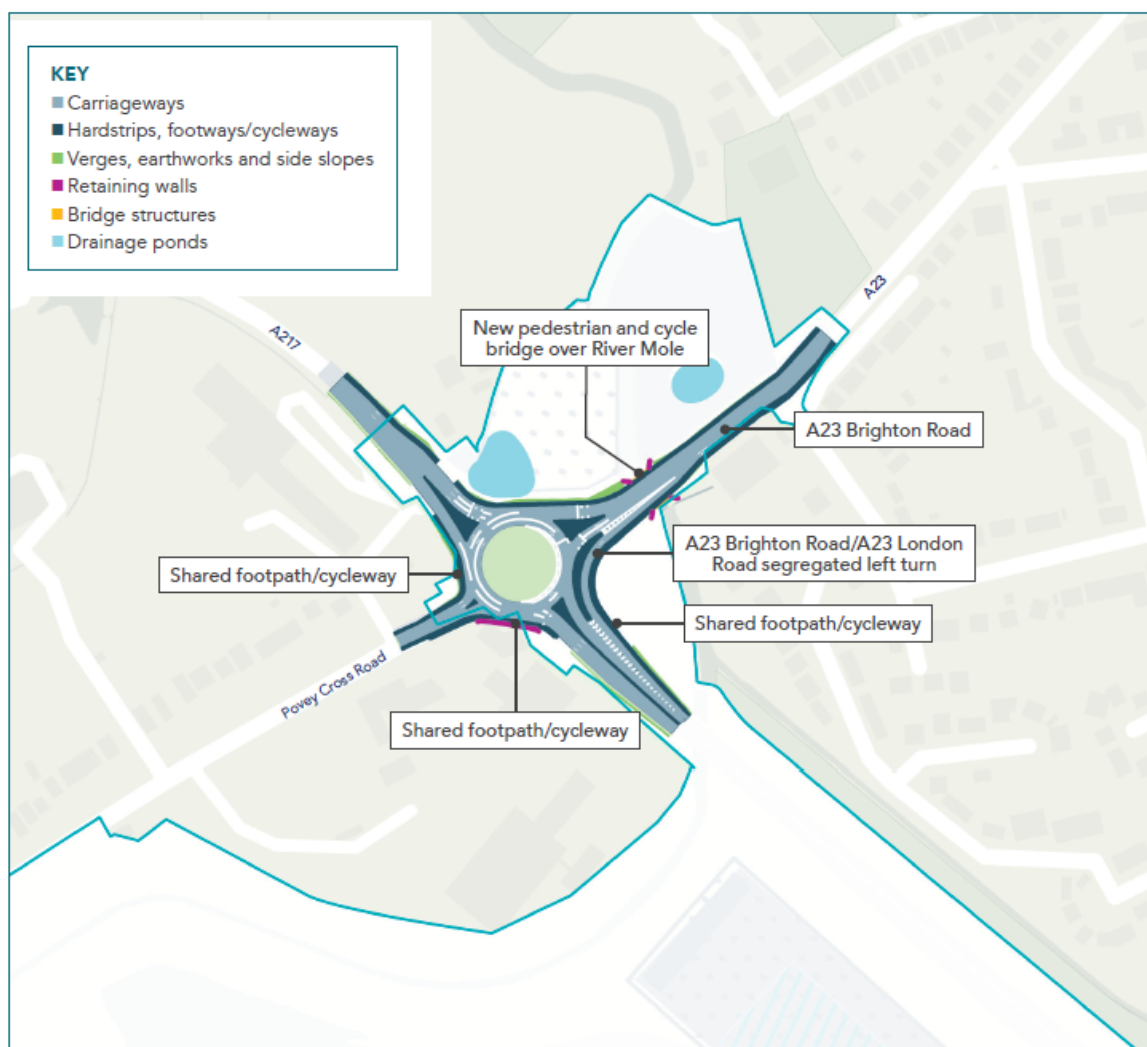 KEY
Carriageways
Hardstrips, footways/cycleways
Verges, earthworks and side slopes
Retaining walls
Bridge structures
Drainage ponds
A23
A217
New pedestrian and cycle
bridge over River Mole
A23 Brighton Road
A23 Brighton Road/A23 London
Road segregated left turn
Shared footpath/cycleway
Shared footpath/cycleway
Povey Cross Road
Shared footpath/cycleway